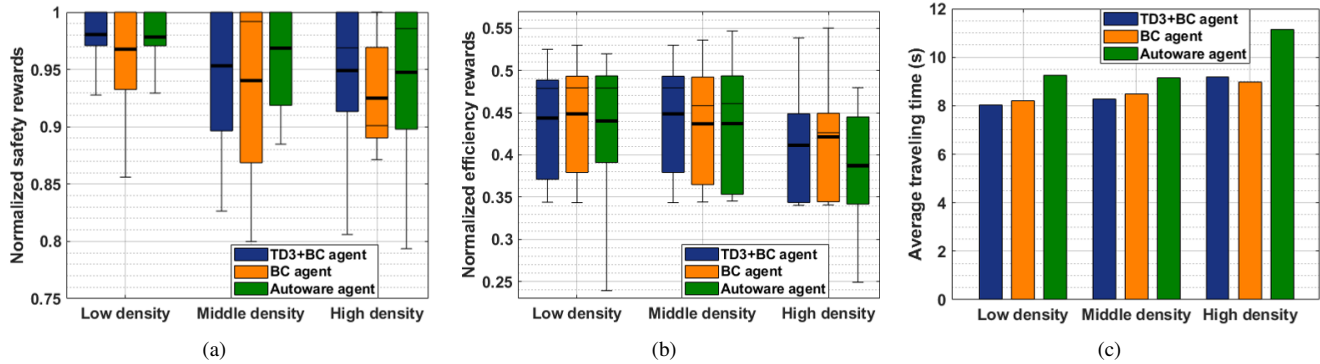 Normalized safety rewards
1
0.95
0.9
0.85
0.8
0.75
TD3+BC agent
BC agent
Autoware agent
Low density
Middle density
High density
(a)
Normalized efficiency rewards
0.55
0.5
0.45
0.4
0.35
0.3
0.25
TD3+BC agent
BC agent
Autoware agent
Low density
Middle density
High density
(b)
Average traveling time (s)
12
10
8
6
4
2
0
TD3+BC agent
BC agent
Autoware agent
Low density
Middle density
High density
(c)